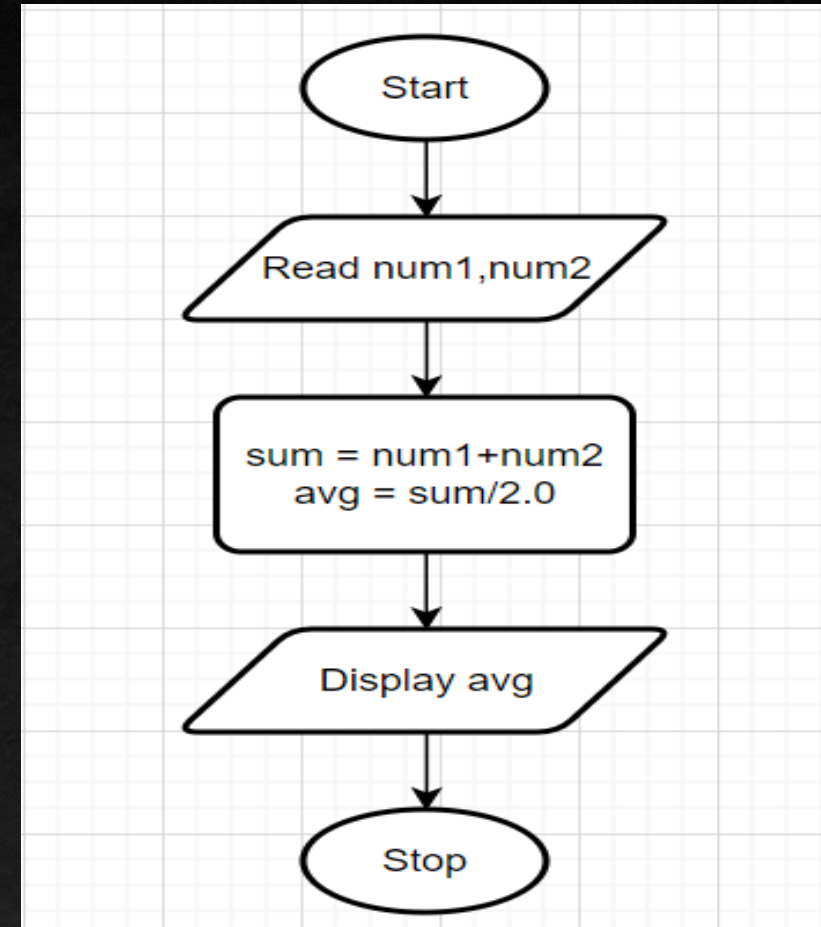 Start
Read num1,num2
sum = num1+num2
avg = sum/2.0
Display avg
Stop